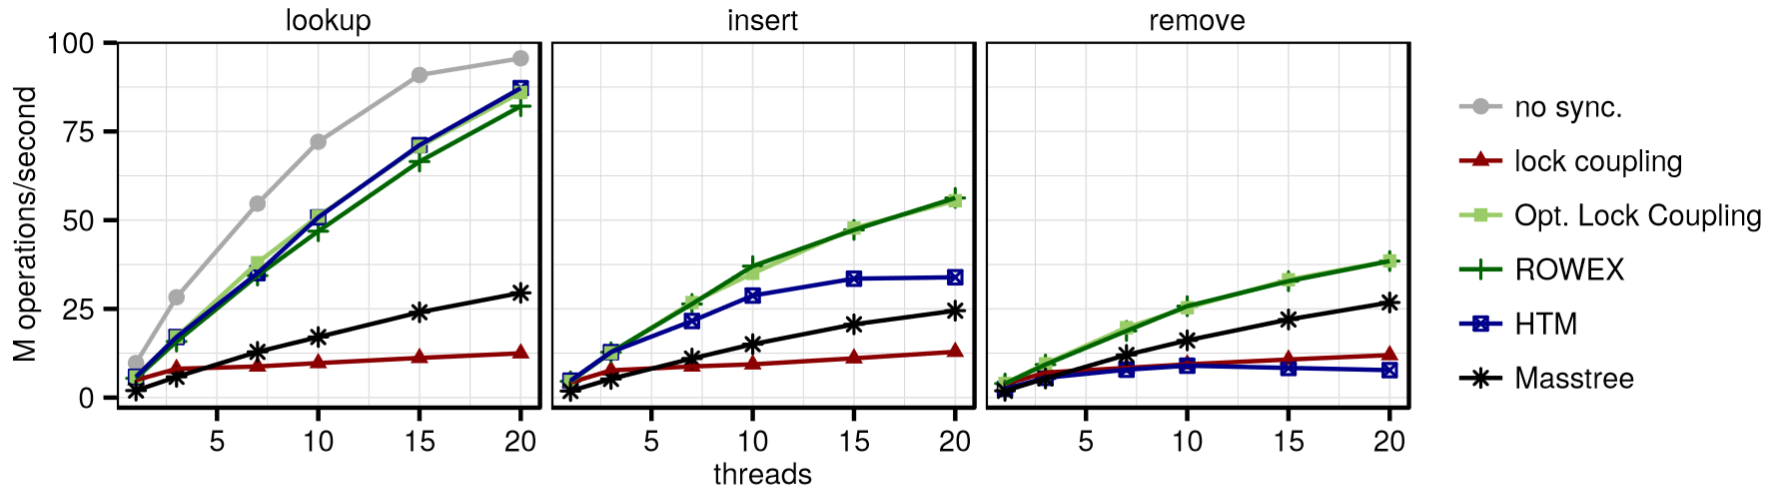 lookup
insert
remove
M operations/second
100
75
50
25
0
5 10 15 20
5 10 15 20
5 10 15 20
threads
no sync.
lock coupling
Opt. Lock Coupling
ROWEX
HTM
Masstree